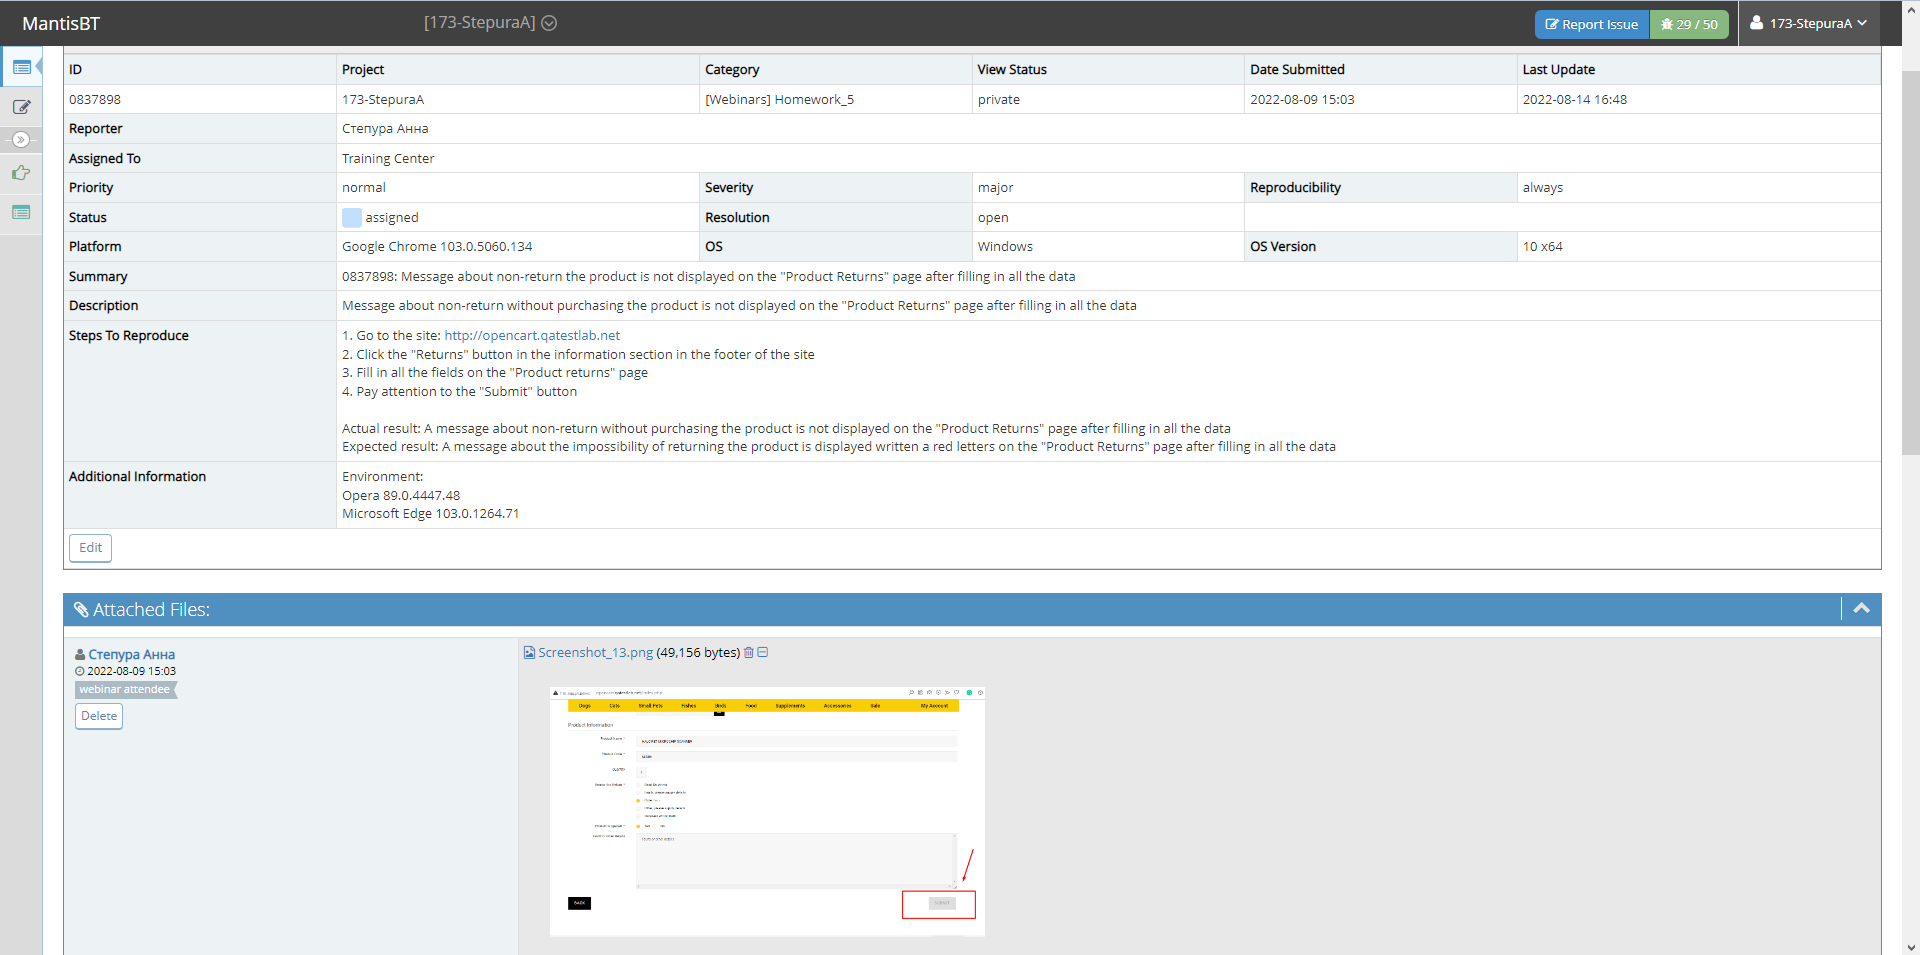 MantisBT
[173-StepuraA]
Report Issue
29 / 50
173-StepuraA
ID Project Category View Status Date Submitted Last Update
0837898 173-StepuraA [Webinars] Homework_5 private 2022-08-09 15:03 2022-08-14 16:48
Reporter Степура Анна
Assigned To Training Center
Priority normal Severity major Reproducibility always
Status assigned Resolution open
Platform Google Chrome 103.0.5060.134 OS Windows OS Version 10 x64
Summary 0837898: Message about non-return the product is not displayed on the "Product Returns" page after filling in all the data
Description Message about non-return without purchasing the product is not displayed on the "Product Returns" page after filling in all the data
Steps To Reproduce 1. Go to the site: http://opencart.qatestlab.net
2. Click the "Returns" button in the information section in the footer of the site
3. Fill in all the fields on the "Product returns" page
4. Pay attention to the "Submit" button
Actual result: A message about non-return without purchasing the product is not displayed on the "Product Returns" page after filling in all the data
Expected result: A message about the impossibility of returning the product is displayed written a red letters on the "Product Returns" page after filling in all the data
Additional Information Environment:
Opera 89.0.4447.48
Microsoft Edge 103.0.1264.71
Edit
Attached Files:
Степура Анна
2022-08-09 15:03
webinar attendee
Delete
Screenshot_13.png (49,156 bytes)
Dogs Cats Small Pets Fishes Birds Food Supplements Accessories Sale My Account
Product Information
Product Name *
Product Code *
Quantity
BACK
SUBMIT